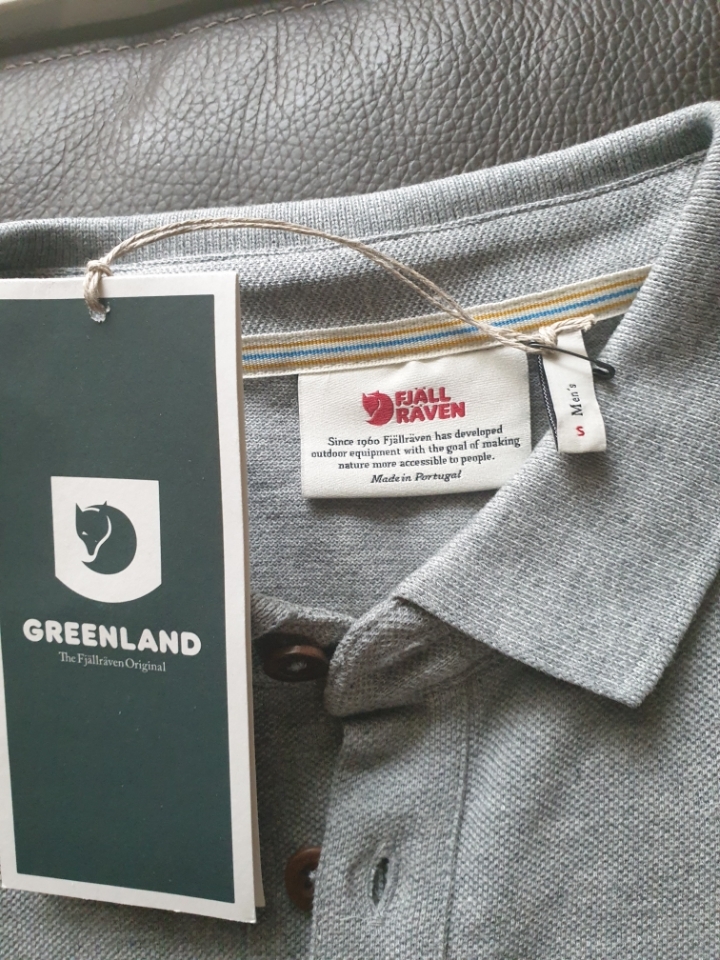 FJÄLL
RÄVEN
Since 1960 Fjällräven has developed
outdoor equipment with the goal of making
nature more accessible to people.
Made in Portugal
Men's
S
GREENLAND
The Fjällräven Original